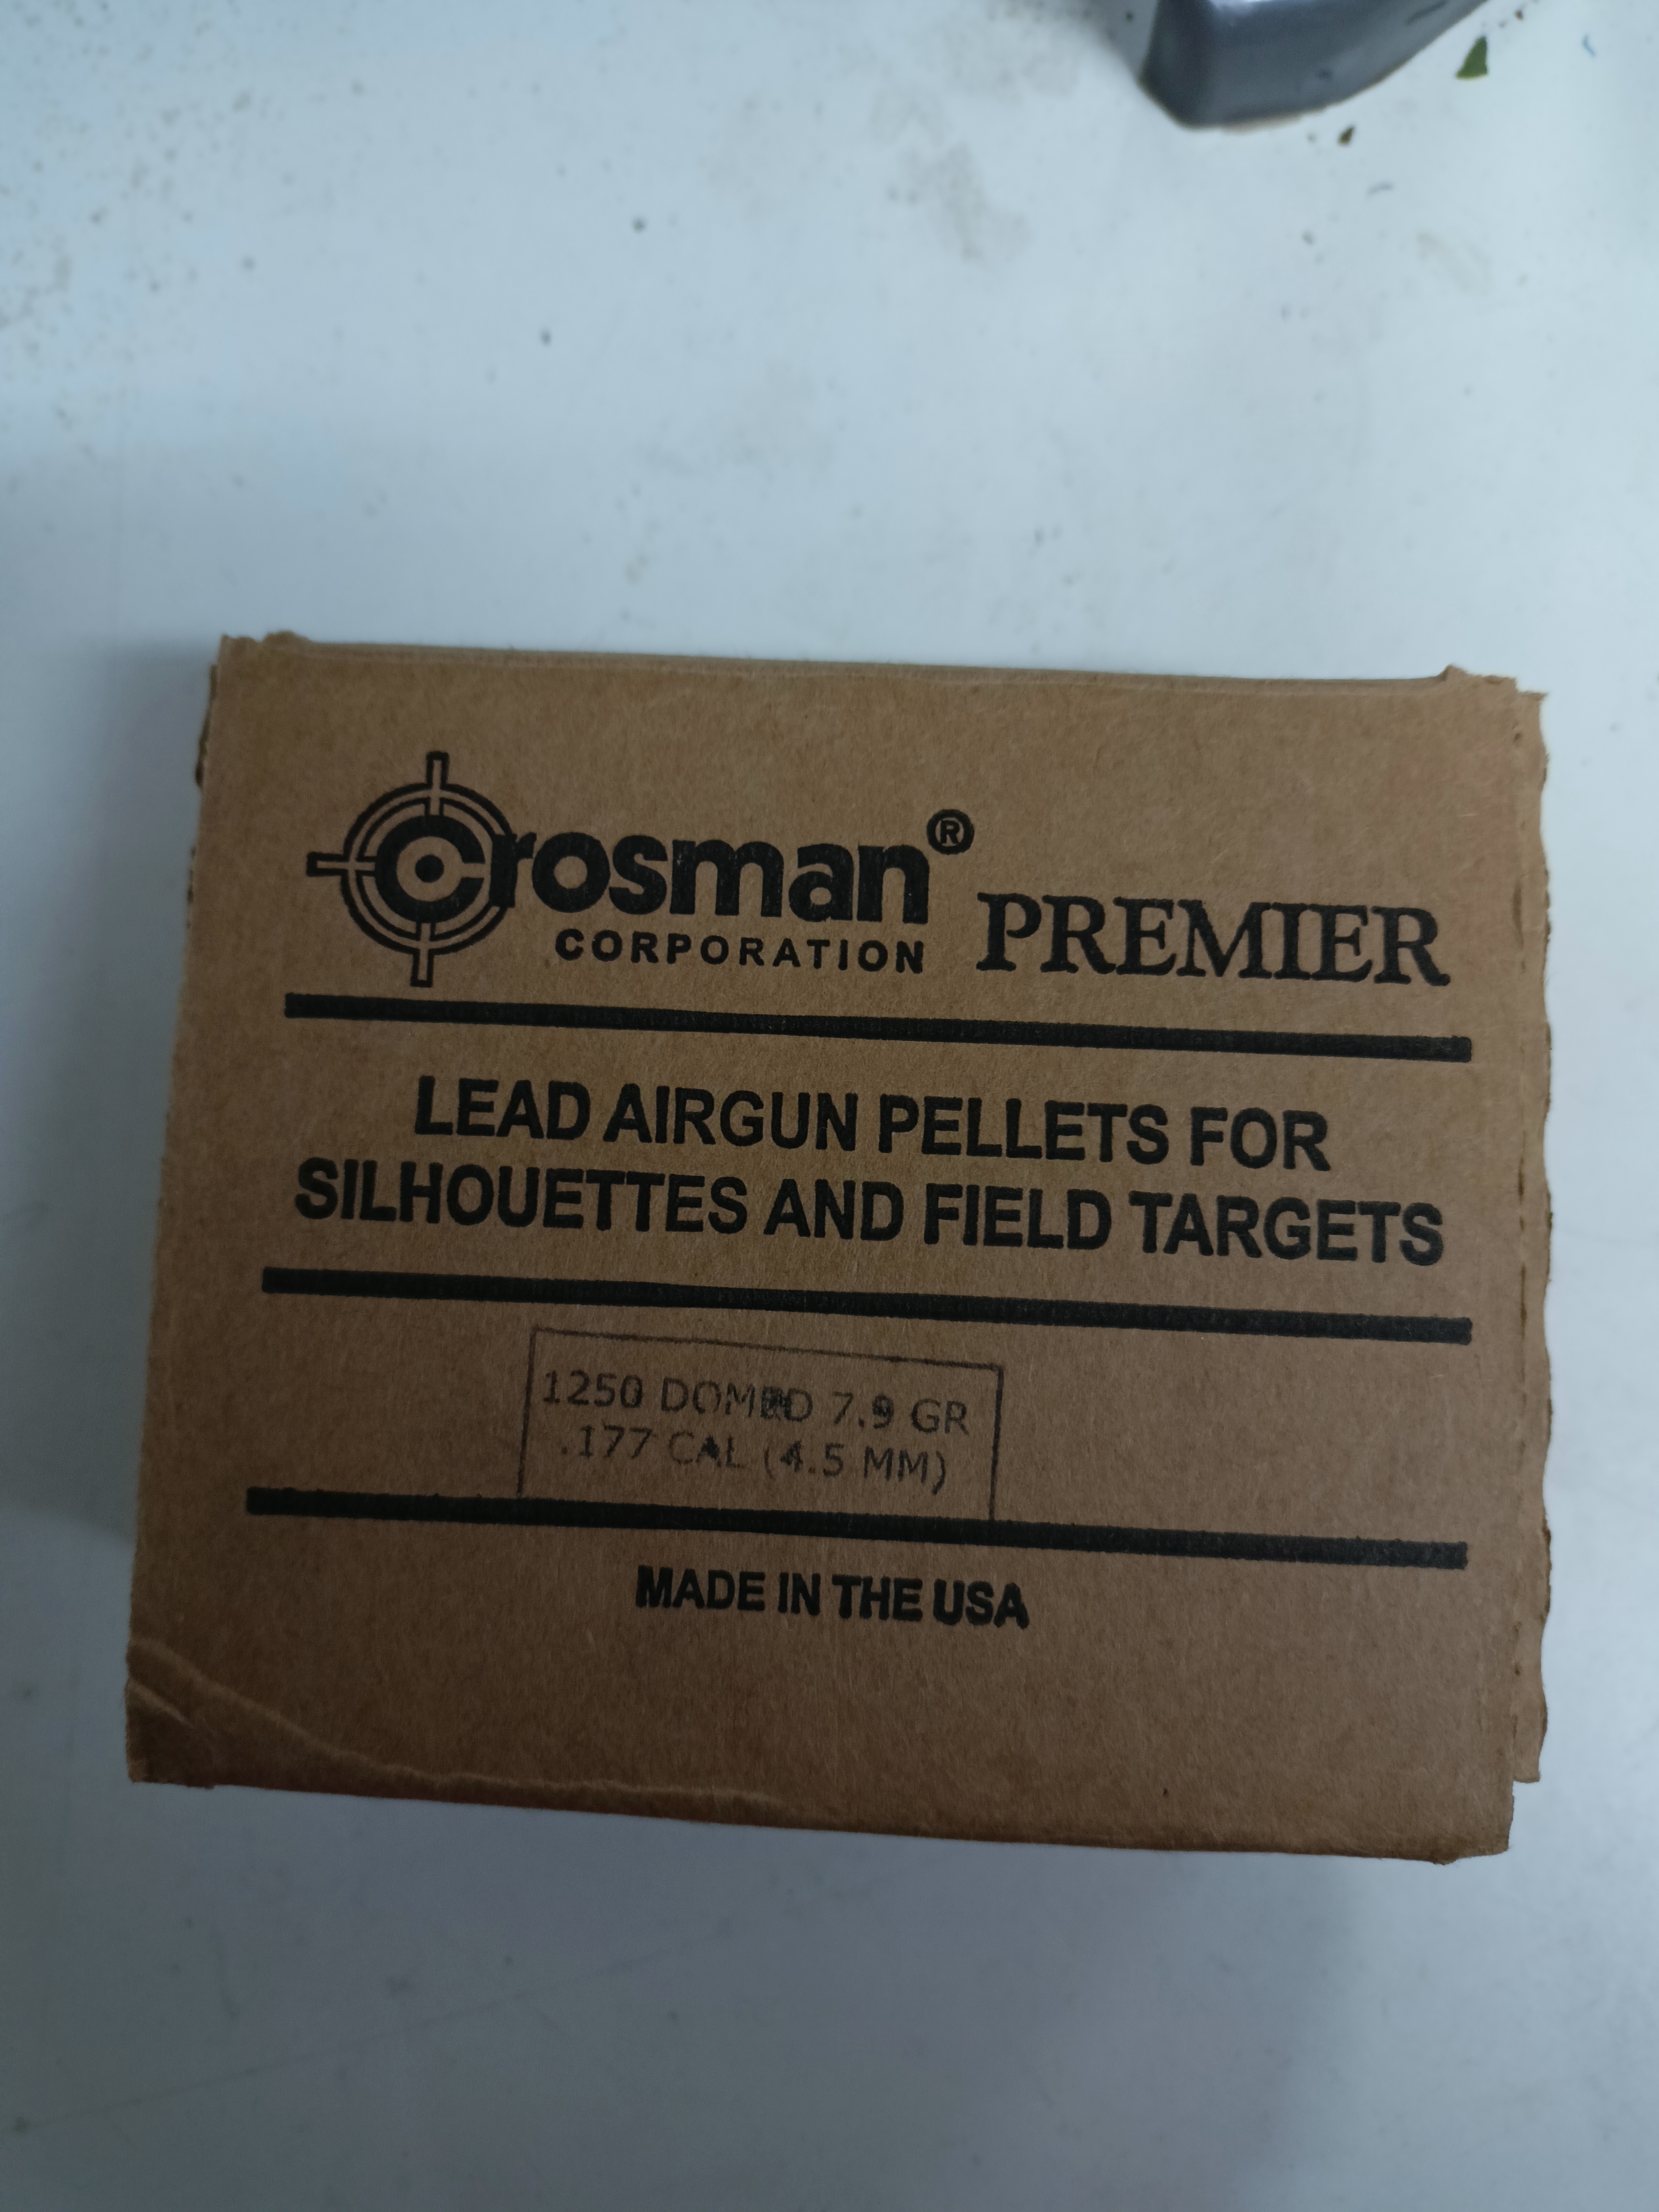 Crosman®
CORPORATION PREMIER
LEAD AIRGUN PELLETS FOR
SILHOUETTES AND FIELD TARGETS
1250 DOMED 7.9 GR
.177 CAL (4.5 MM)
MADE IN THE USA